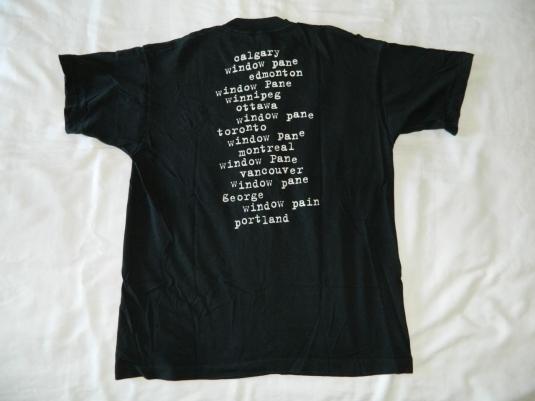 calgary
window pane
edmonton
window Pane
winnipeg
ottawa
window pane
toronto
window pane
montreal
window Pane
vancouver
window pane
george
window pain
portland